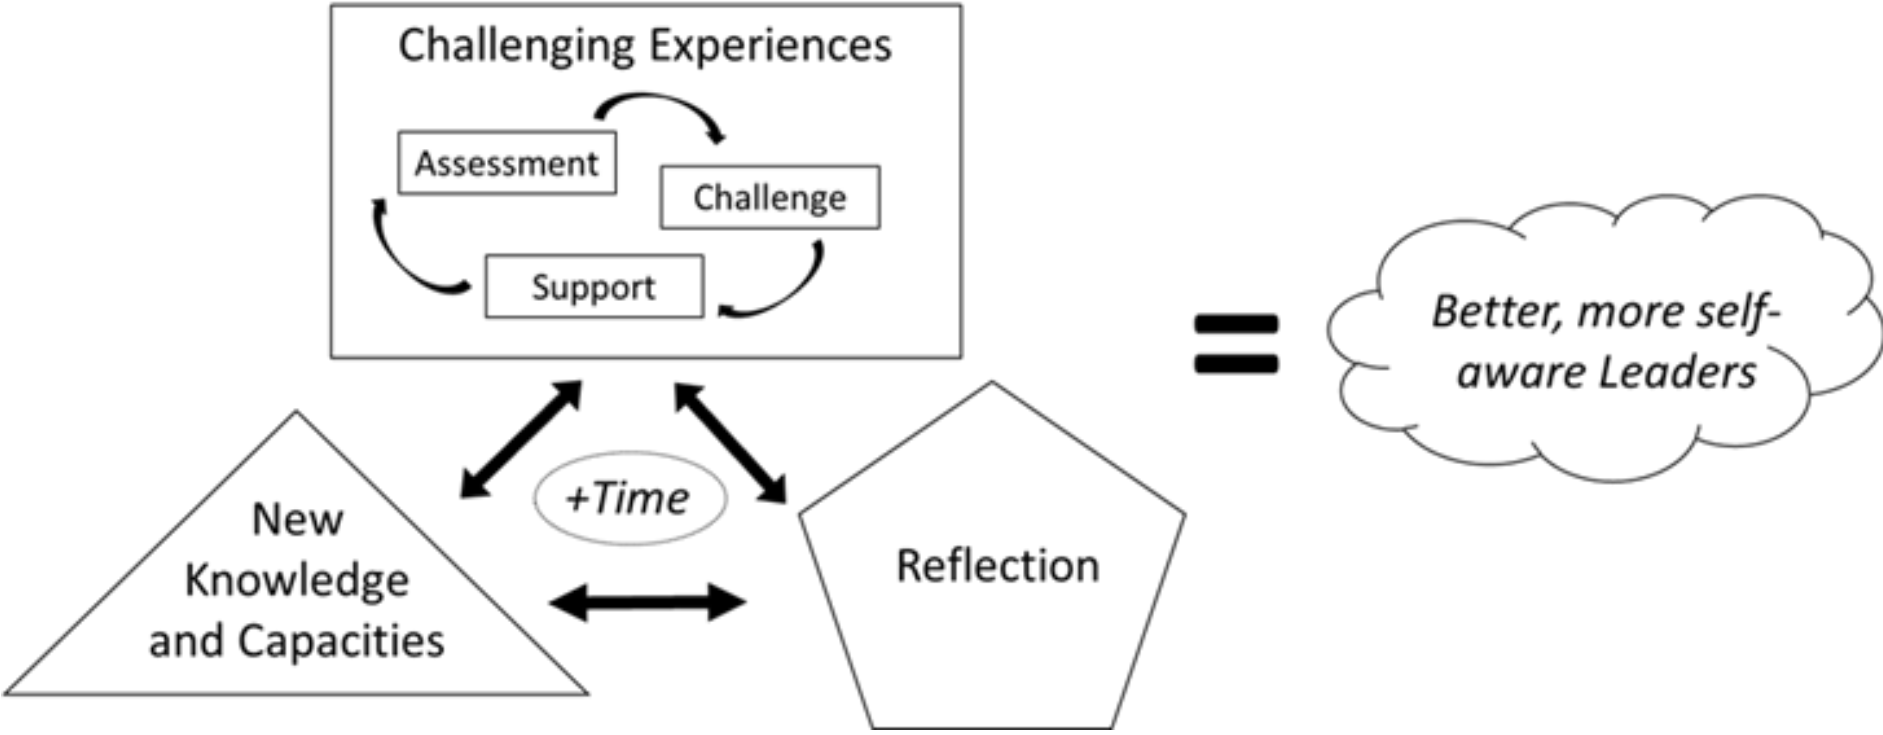 Challenging Experiences
Assessment
Challenge
Support
+Time
New
Knowledge
and Capacities
Reflection
=
Better, more self-
aware Leaders